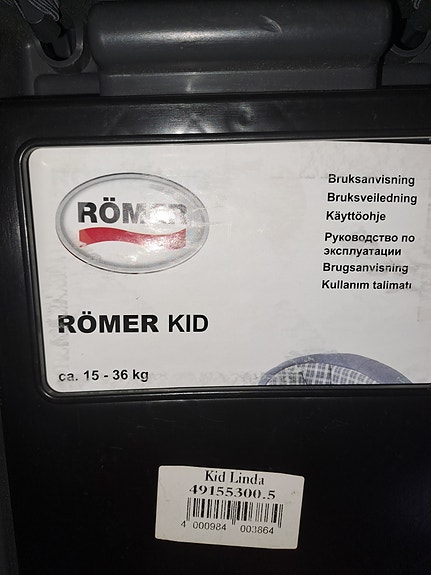 RÖMER
Bruksanvisning
Bruksveiledning
Käyttöohje
Руководство по
эксплуатации
Brugsanvisning
Kullanım talimatı
RÖMER KID
ca. 15 - 36 kg
Kid Linda
49155300.5
4 000984 003864